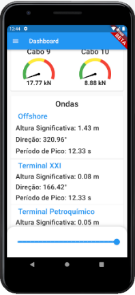 12:44
Dashboard
BETA
Cabo 9 Cabo 10
17.77 kN 8.88 kN
Ondas
Offshore
Altura Significativa: 1.43 m
Direção: 320.96°
Período de Pico: 12.33 s
Terminal XXI
Altura Significativa: 0.08 m
Direção: 166.42°
Período de Pico: 12.33 s
Terminal Petroquímico
Altura Significativa: 0.05 m